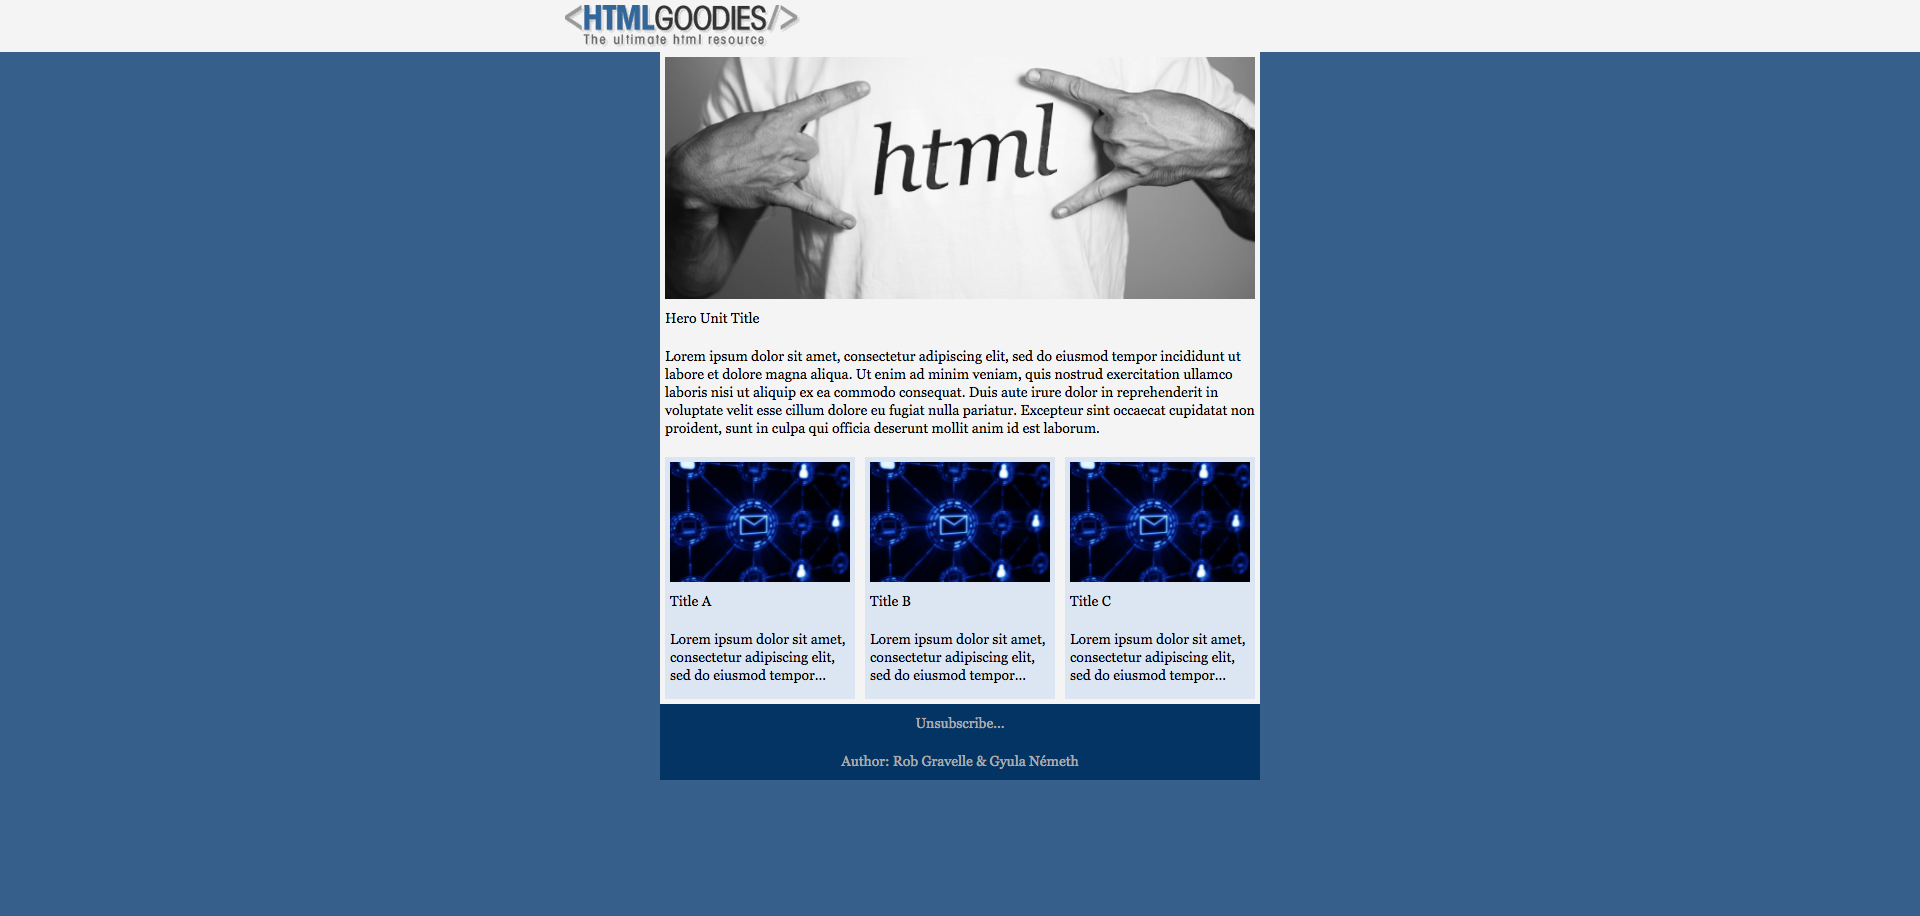 <HTMLGOODIES/>
The ultimate html resource
html
Hero Unit Title
Lorem ipsum dolor sit amet, consectetur adipiscing elit, sed do eiusmod tempor incididunt ut
labore et dolore magna aliqua. Ut enim ad minim veniam, quis nostrud exercitation ullamco
laboris nisi ut aliquip ex ea commodo consequat. Duis aute irure dolor in reprehenderit in
voluptate velit esse cillum dolore eu fugiat nulla pariatur. Excepteur sint occaecat cupidatat non
proident, sunt in culpa qui officia deserunt mollit anim id est laborum.
Title A
Lorem ipsum dolor sit amet,
consectetur adipiscing elit,
sed do eiusmod tempor...
Title B
Lorem ipsum dolor sit amet,
consectetur adipiscing elit,
sed do eiusmod tempor...
Title C
Lorem ipsum dolor sit amet,
consectetur adipiscing elit,
sed do eiusmod tempor...
Unsubscribe...
Author: Rob Gravelle & Gyula Németh